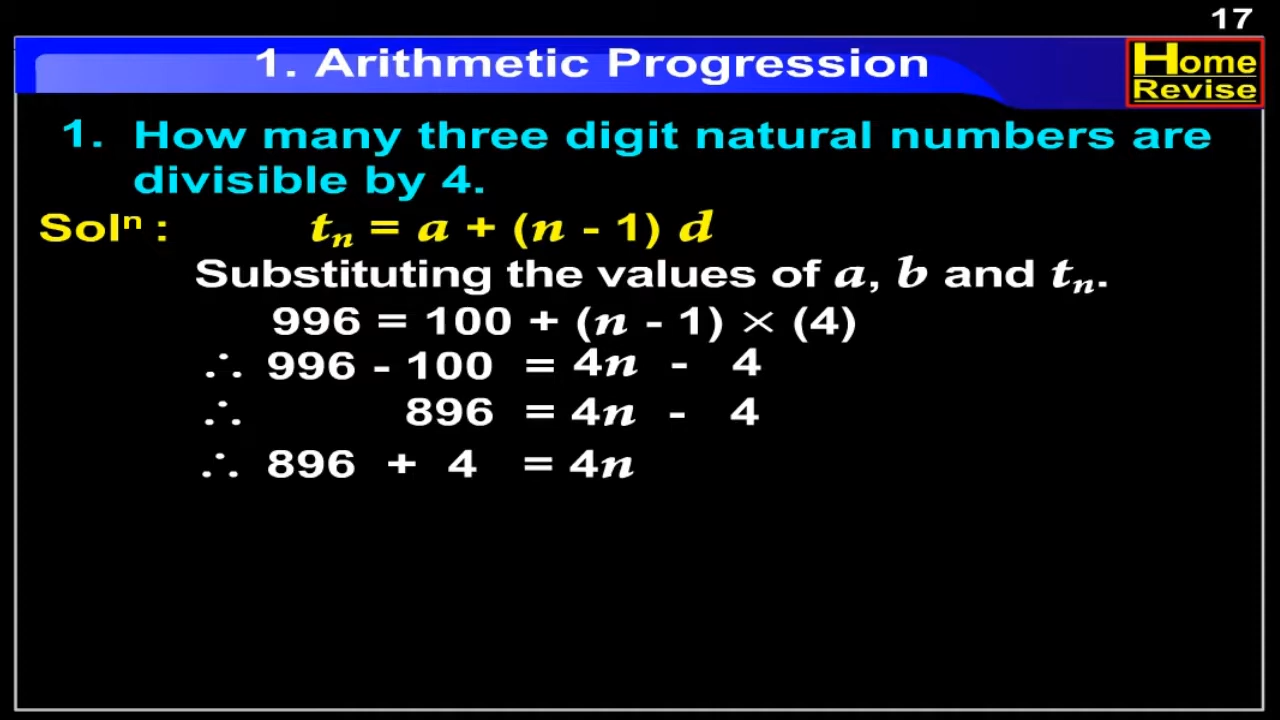 17
1. Arithmetic Progression
Home
Revise
1. How many three digit natural numbers are
divisible by 4.
Solⁿ : tₙ = a + (n - 1) d
Substituting the values of a, b and tₙ.
996 = 100 + (n - 1) × (4)
∴ 996 - 100 = 4n - 4
∴ 896 = 4n - 4
∴ 896 + 4 = 4n